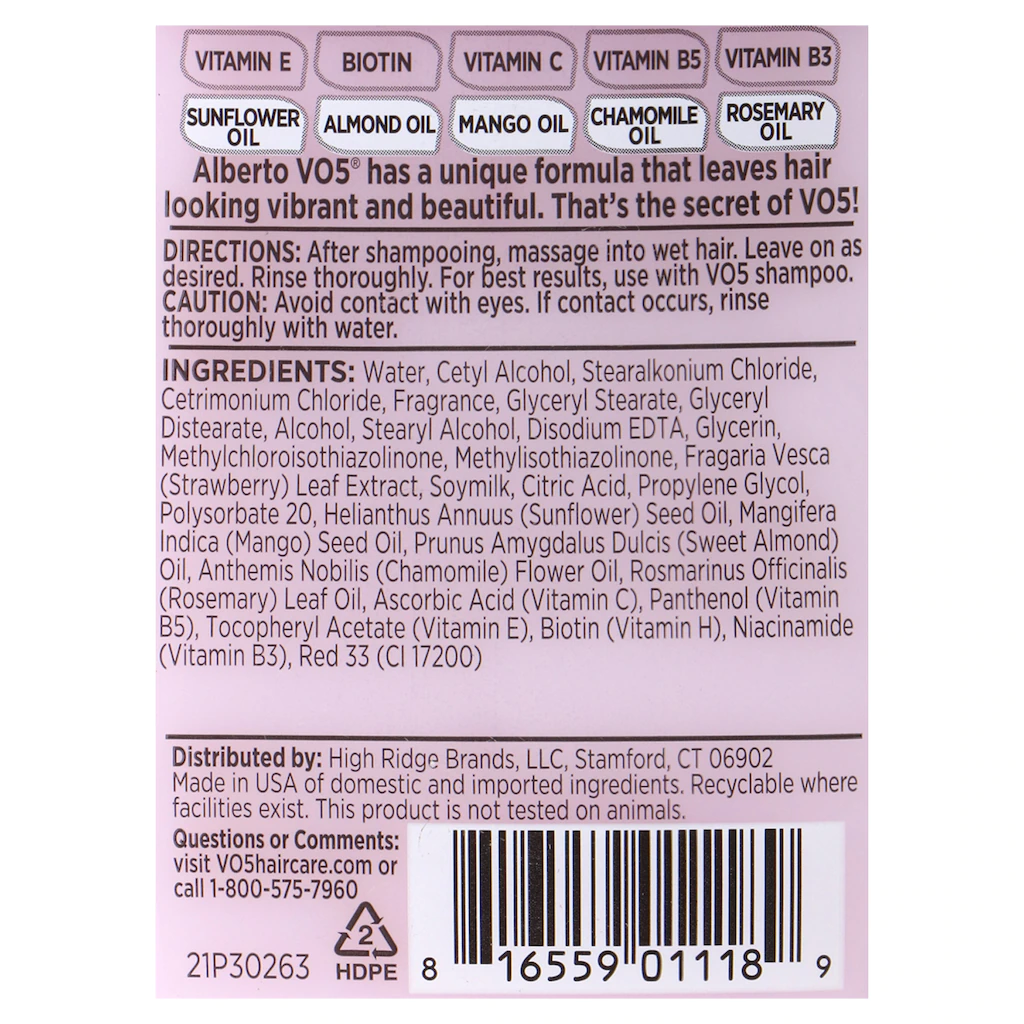 VITAMIN E BIOTIN VITAMIN C VITAMIN B5 VITAMIN B3
SUNFLOWER OIL ALMOND OIL MANGO OIL CHAMOMILE OIL ROSEMARY OIL
Alberto VO5® has a unique formula that leaves hair
looking vibrant and beautiful. That's the secret of VO5!
DIRECTIONS: After shampooing, massage into wet hair. Leave on as
desired. Rinse thoroughly. For best results, use with VO5 shampoo.
CAUTION: Avoid contact with eyes. If contact occurs, rinse
thoroughly with water.
INGREDIENTS: Water, Cetyl Alcohol, Stearalkonium Chloride,
Cetrimonium Chloride, Fragrance, Glyceryl Stearate, Glyceryl
Distearate, Alcohol, Stearyl Alcohol, Disodium EDTA, Glycerin,
Methylchloroisothiazolinone, Methylisothiazolinone, Fragaria Vesca
(Strawberry) Leaf Extract, Soymilk, Citric Acid, Propylene Glycol,
Polysorbate 20, Helianthus Annuus (Sunflower) Seed Oil, Mangifera
Indica (Mango) Seed Oil, Prunus Amygdalus Dulcis (Sweet Almond)
Oil, Anthemis Nobilis (Chamomile) Flower Oil, Rosmarinus Officinalis
(Rosemary) Leaf Oil, Ascorbic Acid (Vitamin C), Panthenol (Vitamin
B5), Tocopheryl Acetate (Vitamin E), Biotin (Vitamin H), Niacinamide
(Vitamin B3), Red 33 (CI 17200)
Distributed by: High Ridge Brands, LLC, Stamford, CT 06902
Made in USA of domestic and imported ingredients. Recyclable where
facilities exist. This product is not tested on animals.
Questions or Comments:
visit VO5haircare.com or
call 1-800-575-7960
2
21P30263 HDPE
8 16559 01118 9